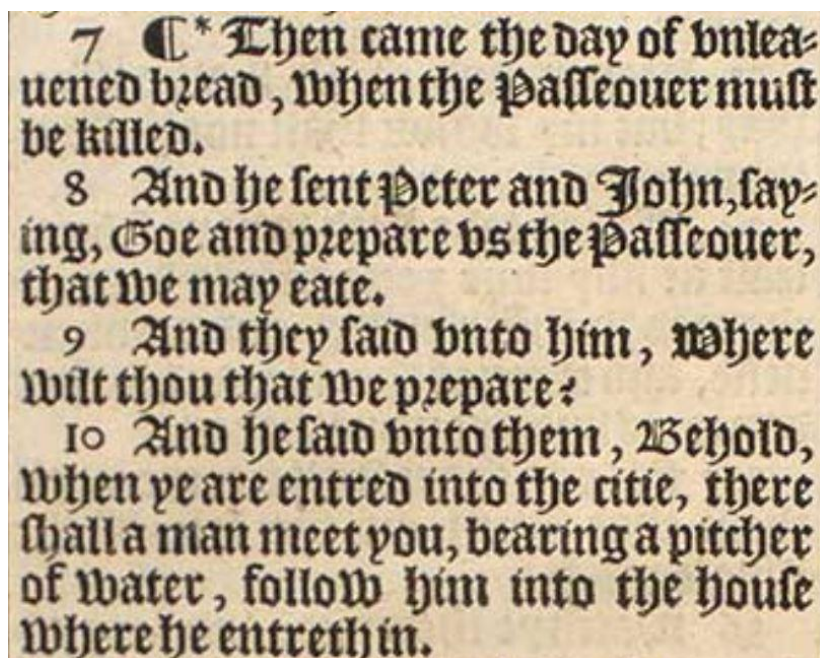 7 ¶* Then came the day of vnlea-
uened bread, when the Passeouer must
be killed.
8 And he sent Peter and John, say-
ing, Goe and prepare vs the Passeouer,
that we may eate.
9 And they said vnto him, Where
wilt thou that we prepare?
10 And he said vnto them, Behold,
when ye are entred into the citie, there
shall a man meet you, bearing a pitcher
of water, follow him into the house
where he entreth in.